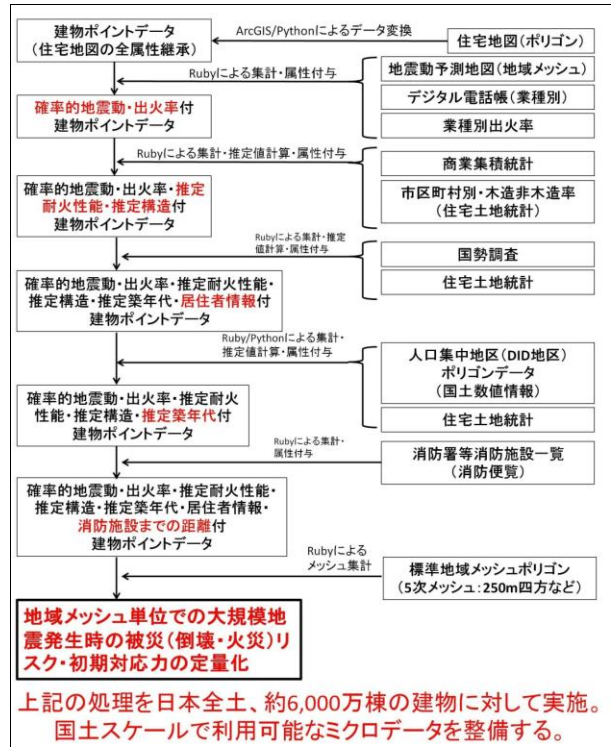 建物ポイントデータ
(住宅地図の全属性継承)
ArcGIS/Pythonによるデータ変換
住宅地図(ポリゴン)
Rubyによる集計・属性付与
地震動予測地図(地域メッシュ)
デジタル電話帳(業種別)
業種別出火率
確率的地震動・出火率付
建物ポイントデータ
Rubyによる集計・推定値計算・属性付与
商業集積統計
市区町村別・木造非木造率
(住宅土地統計)
確率的地震動・出火率・推定
耐火性能・推定構造付
建物ポイントデータ
Rubyによる集計・推定
値計算・属性付与
国勢調査
住宅土地統計
確率的地震動・出火率・推定耐火性能・
推定構造・推定築年代・居住者情報付
建物ポイントデータ
Ruby/Pythonによる集計・
推定値計算・属性付与
人口集中地区(DID地区)
ポリゴンデータ
(国土数値情報)
住宅土地統計
確率的地震動・出火率・推定耐火
性能・推定構造・推定築年代付
建物ポイントデータ
Rubyによる集計・
属性付与
消防署等消防施設一覧
(消防便覧)
確率的地震動・出火率・推定耐火性能・
推定構造・推定築年代・居住者情報・
消防施設までの距離付
建物ポイントデータ
Rubyによる
メッシュ集計
標準地域メッシュポリゴン
(5次メッシュ:250m四方など)
地域メッシュ単位での大規模地
震発生時の被災(倒壊・火災)リ
スク・初期対応力の定量化
上記の処理を日本全土、約6,000万棟の建物に対して実施。
国土スケールで利用可能なミクロデータを整備する。